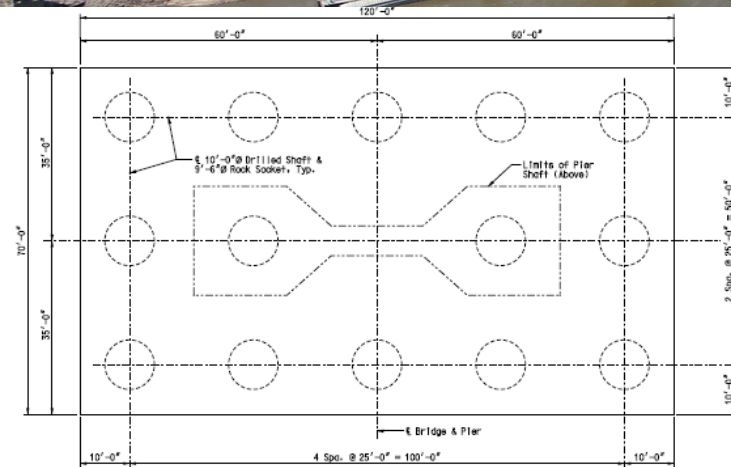 120'-0"
60'-0" 60'-0"
10'-0"
35'-0"
℄ 10'-0"Ø Drilled Shaft &
9'-6"Ø Rock Socket, Typ.
Limits of Pier
Shaft (Above)
70'-0"
2 Spa. @ 25'-0" = 50'-0"
35'-0"
10'-0"
℄ Bridge & Pier
10'-0" 4 Spa. @ 25'-0" = 100'-0" 10'-0"